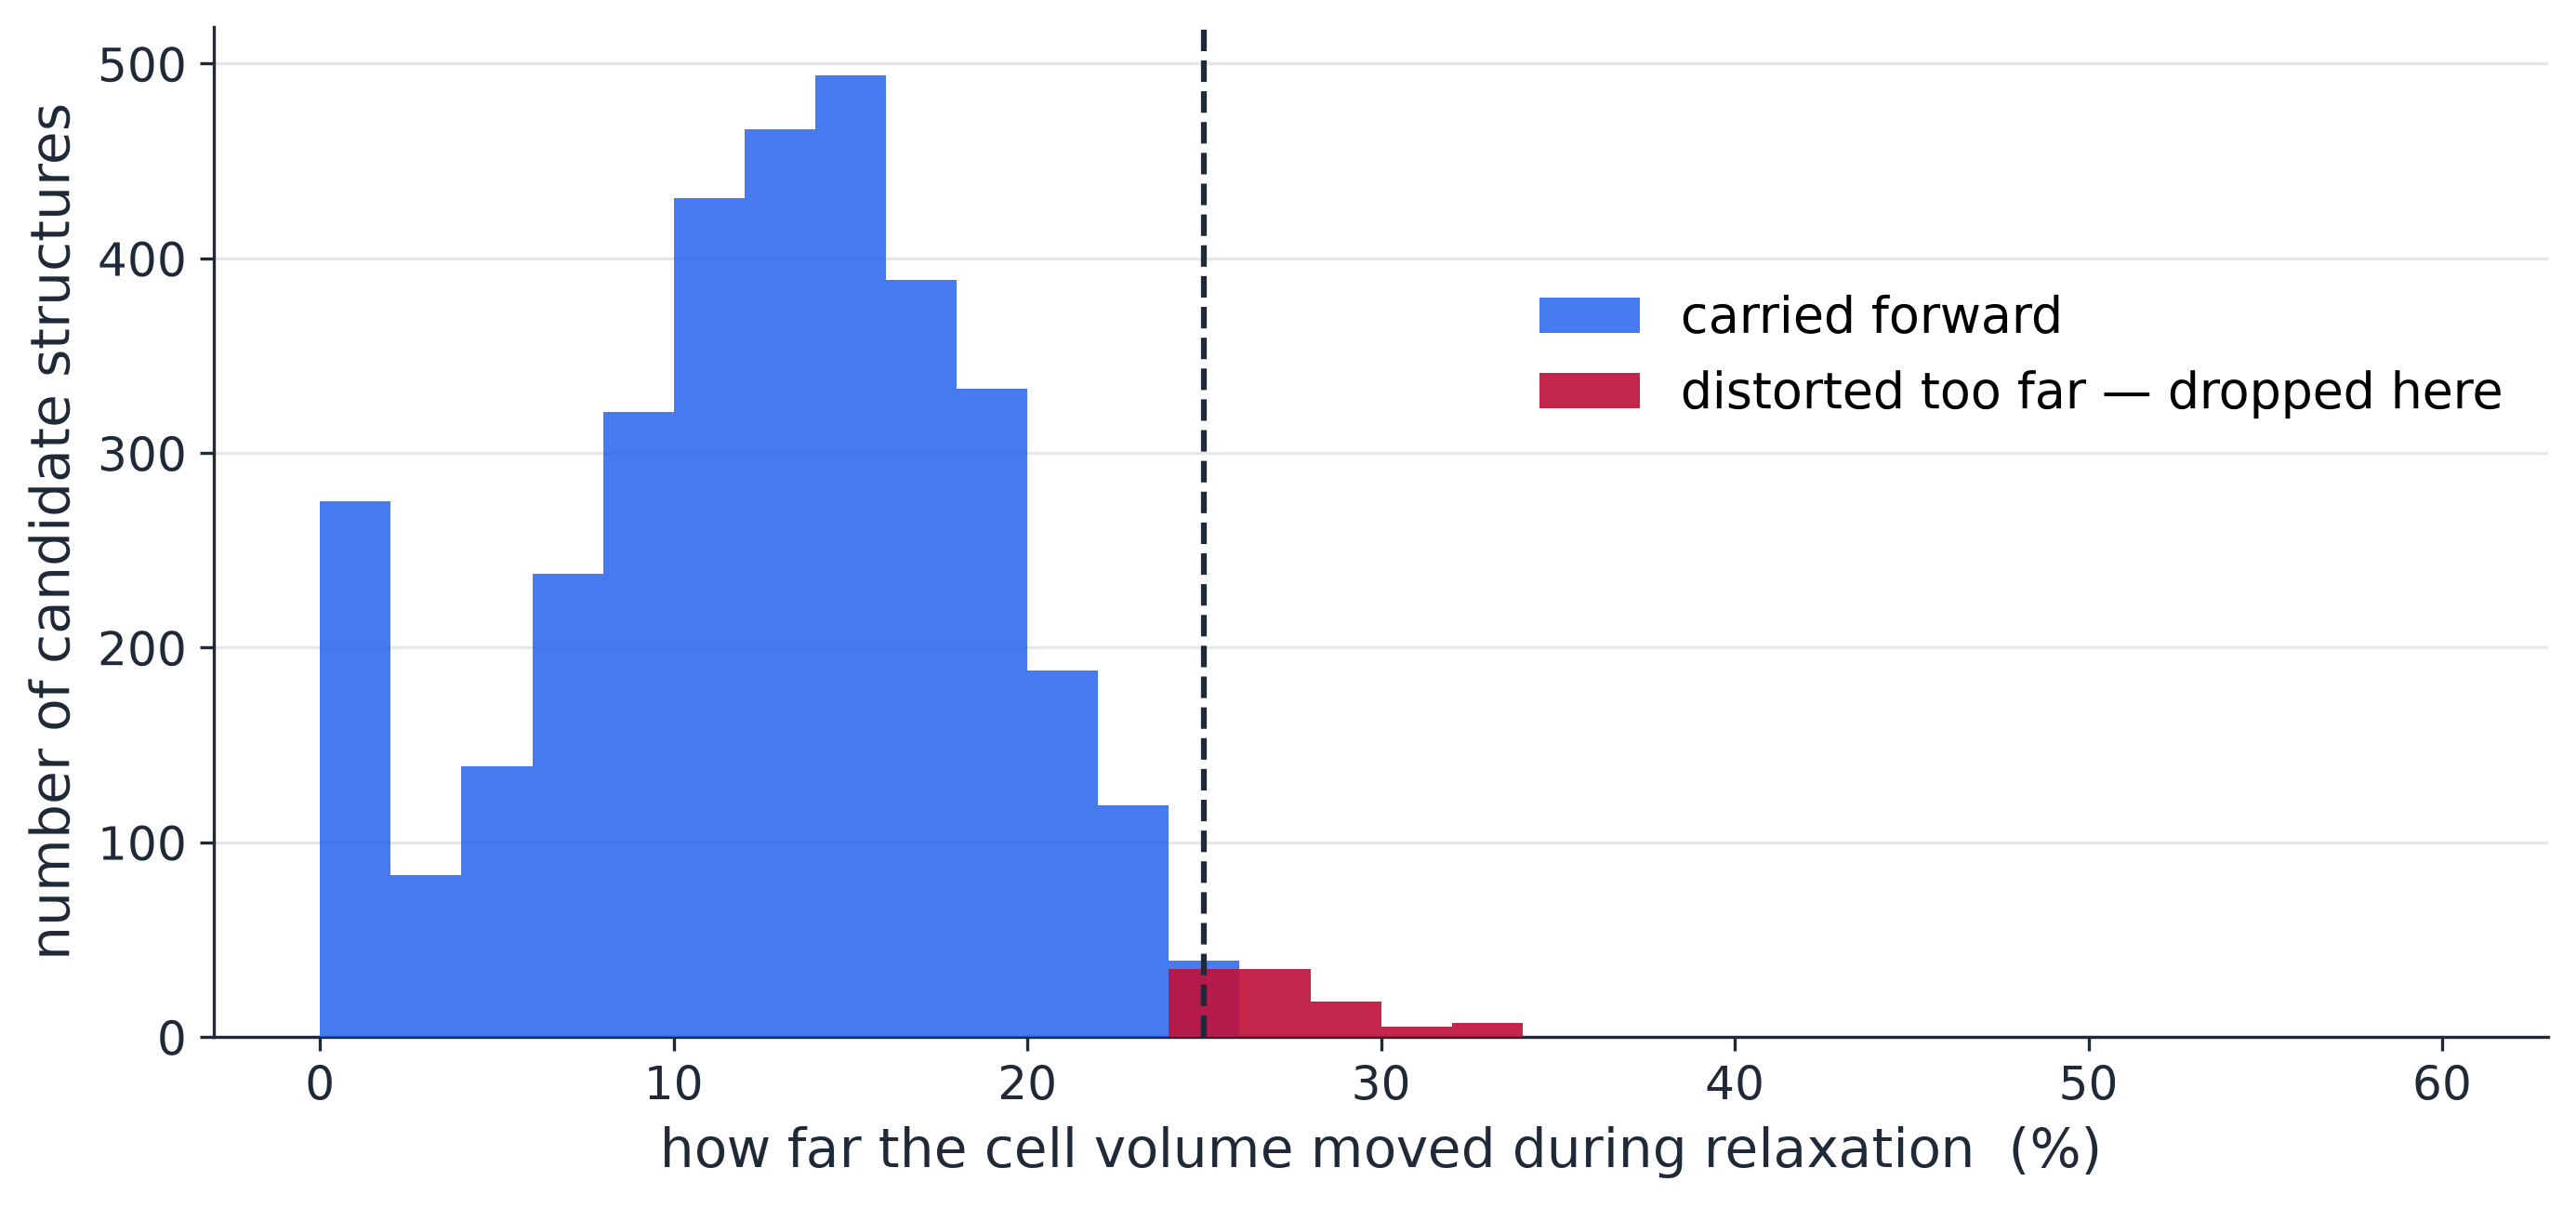 500
400
300
200
100
0
number of candidate structures
carried forward
distorted too far — dropped here
0 10 20 30 40 50 60
how far the cell volume moved during relaxation (%)